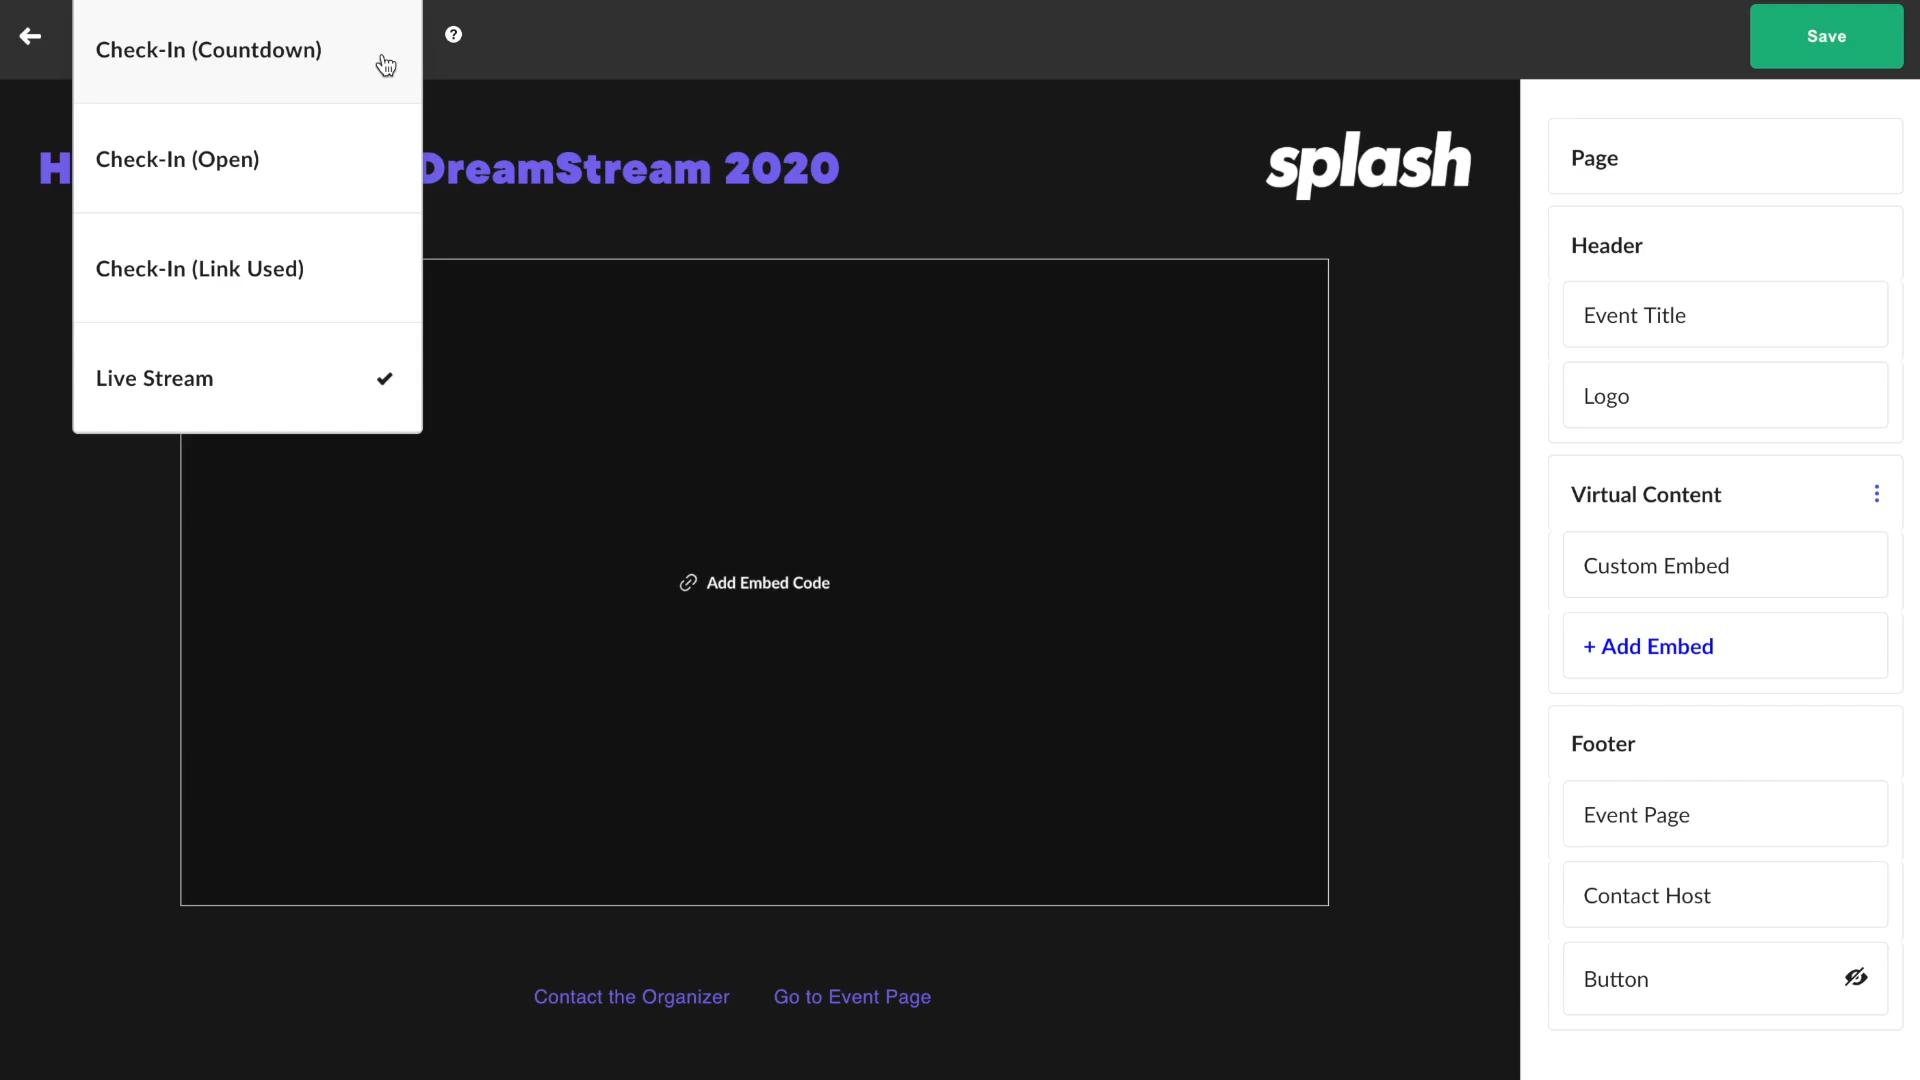 Check-In (Countdown)
?
Save
Check-In (Open)
H
DreamStream 2020
splash
Check-In (Link Used)
Live Stream
Add Embed Code
Contact the Organizer
Go to Event Page
Page
Header
Event Title
Logo
Virtual Content
Custom Embed
+ Add Embed
Footer
Event Page
Contact Host
Button